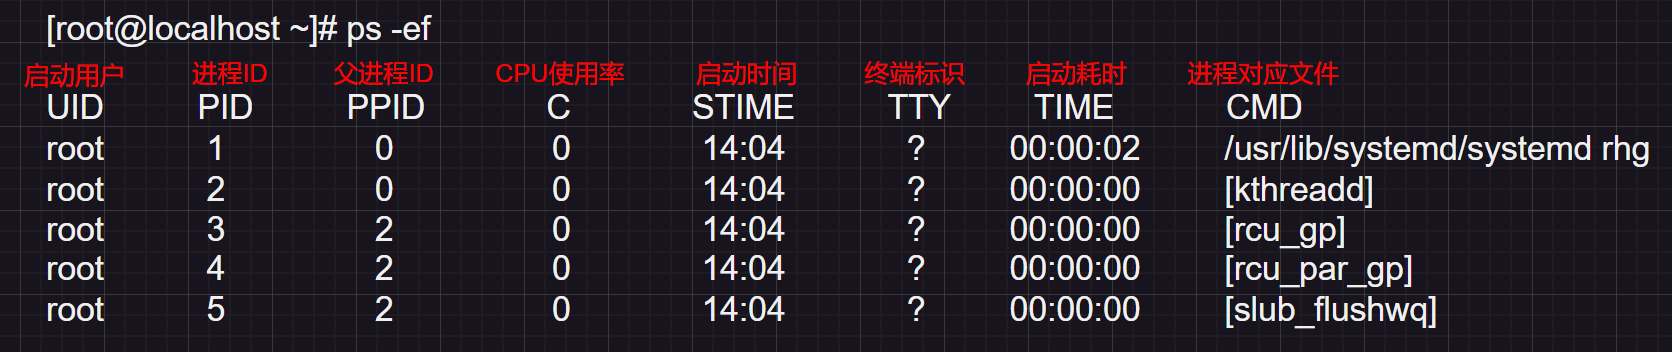 [root@localhost ~]# ps -ef
启动用户 进程ID 父进程ID CPU使用率 启动时间 终端标识 启动耗时 进程对应文件
UID PID PPID C STIME TTY TIME CMD
root 1 0 0 14:04 ? 00:00:02 /usr/lib/systemd/systemd rhg
root 2 0 0 14:04 ? 00:00:00 [kthreadd]
root 3 2 0 14:04 ? 00:00:00 [rcu_gp]
root 4 2 0 14:04 ? 00:00:00 [rcu_par_gp]
root 5 2 0 14:04 ? 00:00:00 [slub_flushwq]